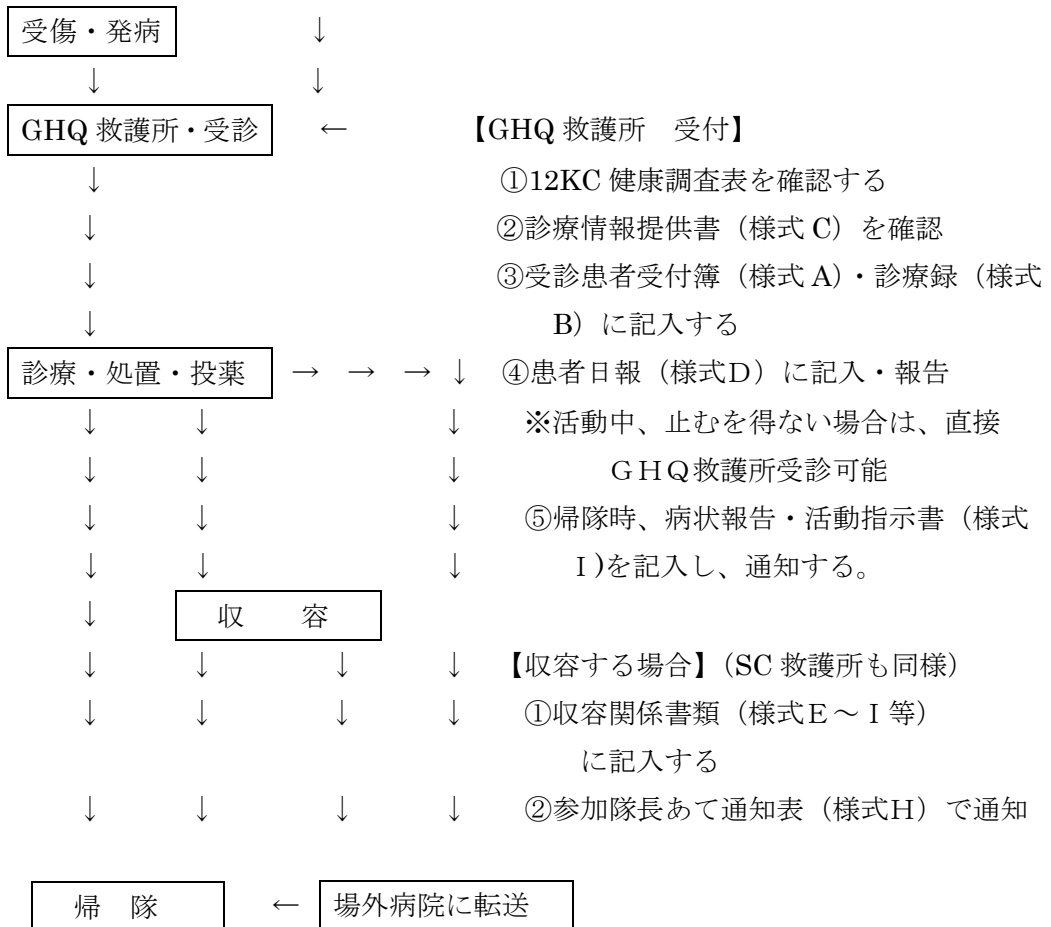 受傷・発病 ↓
↓ ↓
GHQ 救護所・受診 ← 【GHQ 救護所 受付】
↓ ①12KC 健康調査表を確認する
↓ ②診療情報提供書（様式 C）を確認
↓ ③受診患者受付簿（様式 A）・診療録（様式
↓ B）に記入する
診療・処置・投薬 → → → ↓ ④患者日報（様式Ｄ）に記入・報告
↓ ↓ ↓ ※活動中、止むを得ない場合は、直接
↓ ↓ ↓ ＧＨＱ救護所受診可能
↓ ↓ ↓ ⑤帰隊時、病状報告・活動指示書（様式
↓ ↓ ↓ Ｉ)を記入し、通知する。
↓ 収 容
↓ ↓ ↓ ↓ 【収容する場合】（SC 救護所も同様）
↓ ↓ ↓ ↓ ①収容関係書類（様式Ｅ～Ｉ等）
に記入する
↓ ↓ ↓ ↓ ②参加隊長あて通知表（様式Ｈ）で通知
帰 隊 ← 場外病院に転送